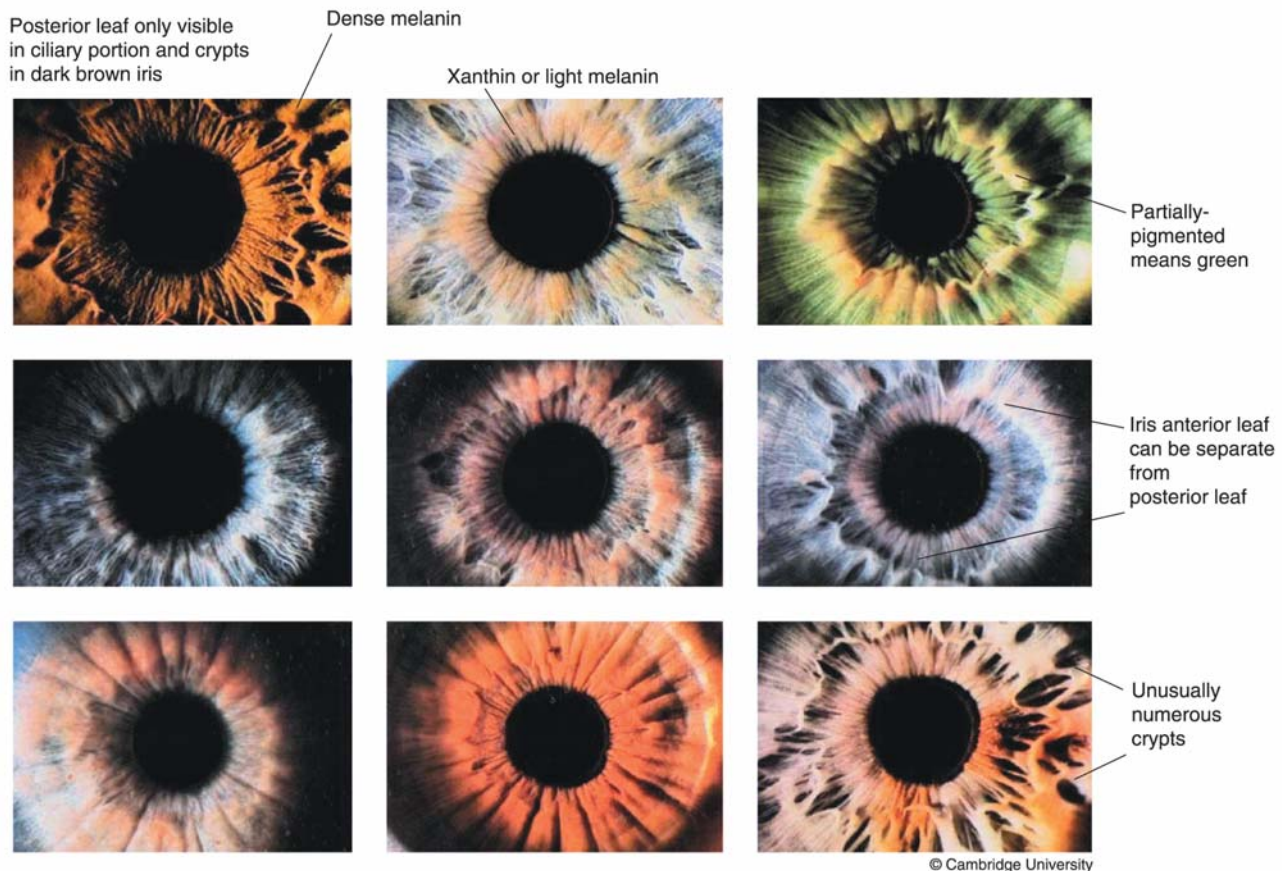 Posterior leaf only visible
in ciliary portion and crypts
in dark brown iris
Dense melanin
Xanthin or light melanin
Partially-
pigmented
means green
Iris anterior leaf
can be separate
from
posterior leaf
Unusually
numerous
crypts
© Cambridge University